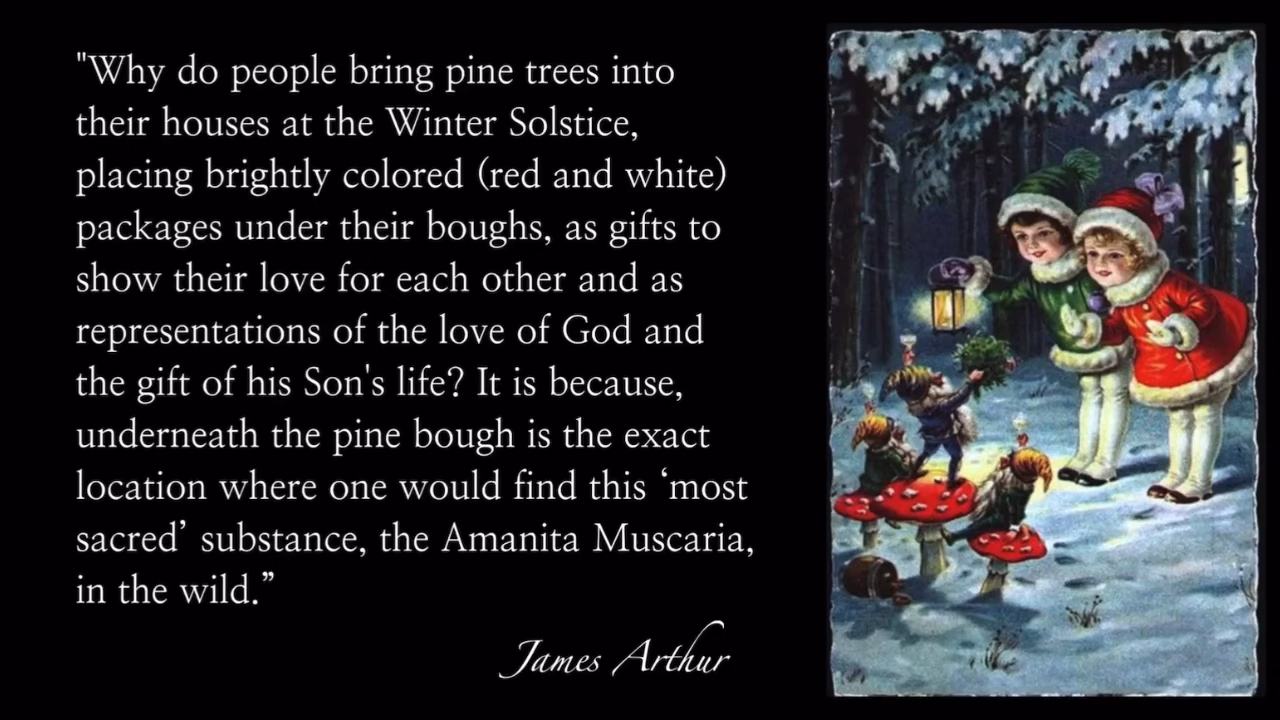 "Why do people bring pine trees into
their houses at the Winter Solstice,
placing brightly colored (red and white)
packages under their boughs, as gifts to
show their love for each other and as
representations of the love of God and
the gift of his Son's life? It is because,
underneath the pine bough is the exact
location where one would find this ‘most
sacred’ substance, the Amanita Muscaria,
in the wild.”
James Arthur